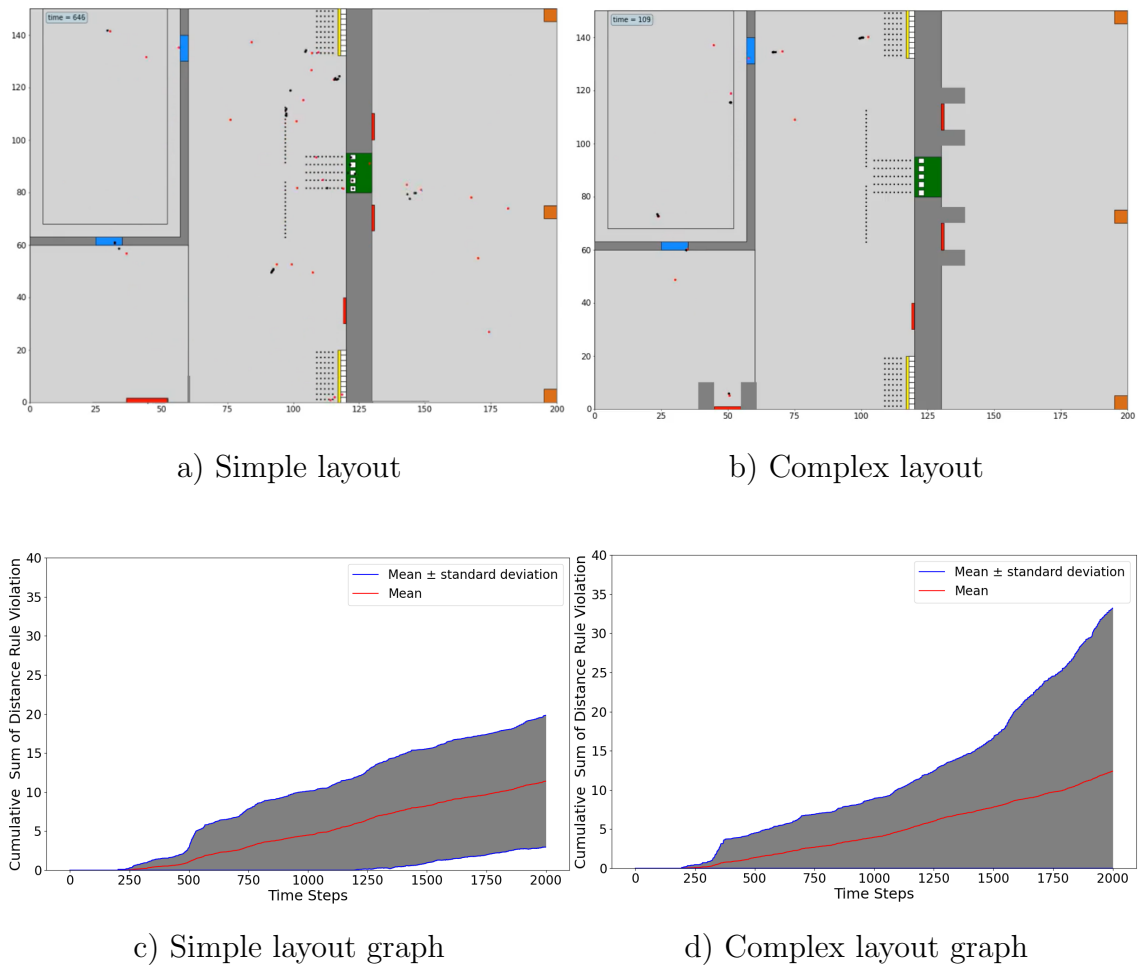 time = 646
140
120
100
80
60
40
20
0
0 25 50 75 100 125 150 175 200
a) Simple layout
time = 109
140
120
100
80
60
40
20
0
0 25 50 75 100 125 150 175 200
b) Complex layout
Cumulative Sum of Distance Rule Violation
40
35
30
25
20
15
10
5
0
Mean ± standard deviation
Mean
0 250 500 750 1000 1250 1500 1750 2000
Time Steps
c) Simple layout graph
Cumulative Sum of Distance Rule Violation
40
35
30
25
20
15
10
5
0
Mean ± standard deviation
Mean
0 250 500 750 1000 1250 1500 1750 2000
Time Steps
d) Complex layout graph